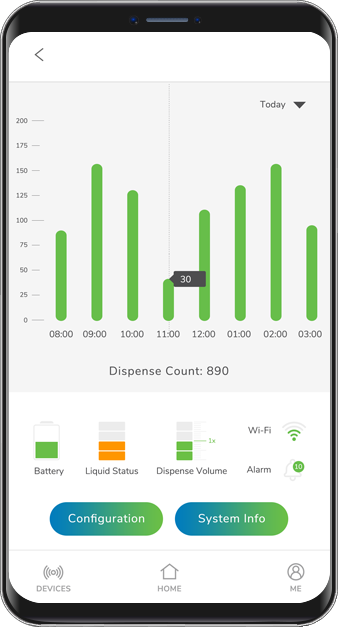 Today
200
175
150
125
100
75
50
25
0
30
08:00 09:00 10:00 11:00 12:00 01:00 02:00 03:00
Dispense Count: 890
1x
Wi-Fi
Alarm
10
Battery
Liquid Status
Dispense Volume
Configuration
System Info
DEVICES
HOME
ME